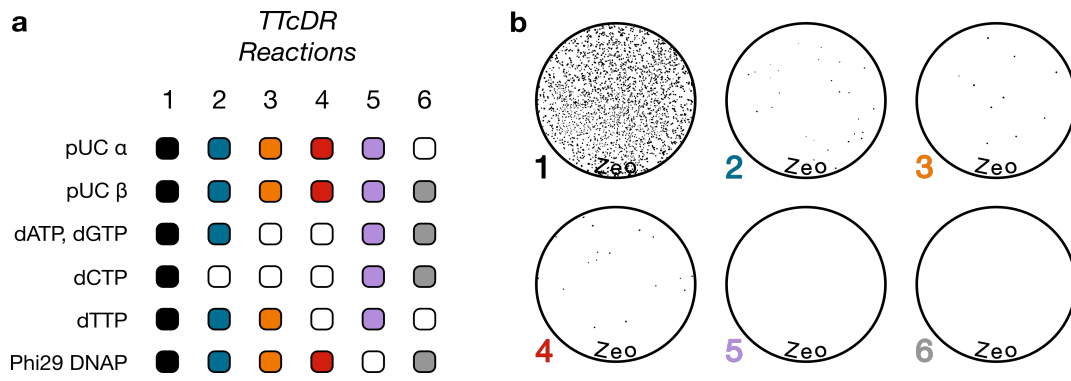 a
TTcDR
Reactions
1 2 3 4 5 6
pUC α
pUC β
dATP, dGTP
dCTP
dTTP
Phi29 DNAP
b
1 Zeo
2 Zeo
3 Zeo
4 Zeo
5 Zeo
6 Zeo